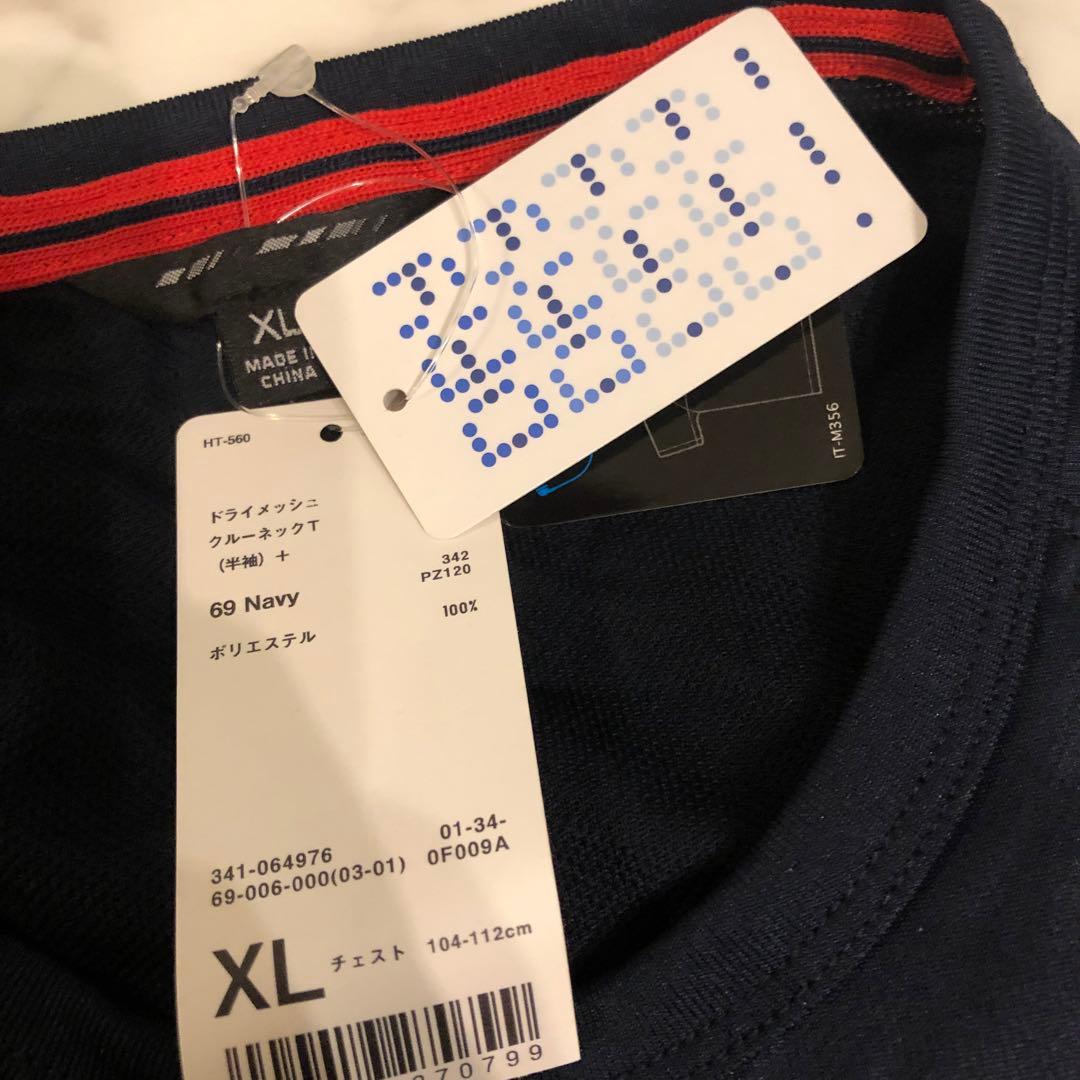 XL
MADE I
CHINA
HT-560
ドライメッシュ
クルーネックT
（半袖）＋
342
PZ120
69 Navy
100%
ポリエステル
01-34-
341-064976
0F009A
69-006-000(03-01)
XL チェスト 104-112cm
70799
IT-M356